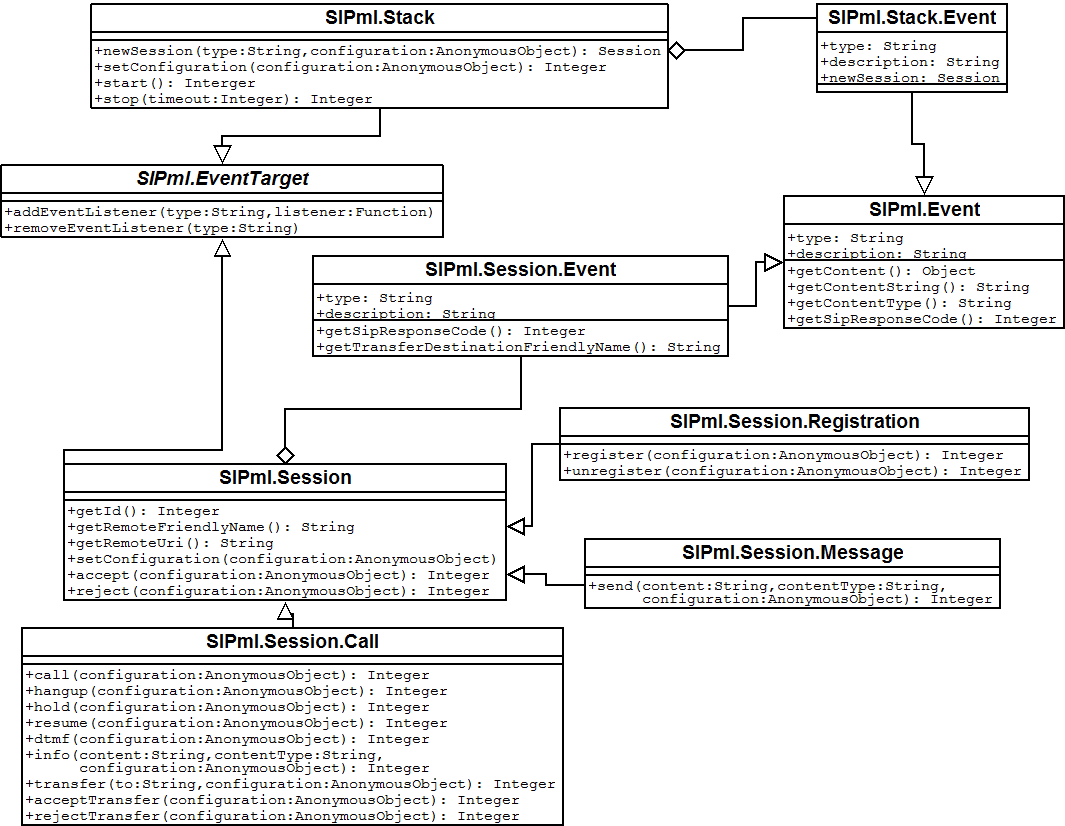 SIPml.Stack
+newSession(type:String,configuration:AnonymousObject): Session
+setConfiguration(configuration:AnonymousObject): Integer
+start(): Interger
+stop(timeout:Integer): Integer
SIPml.Stack.Event
+type: String
+description: String
+newSession: Session
SIPml.EventTarget
+addEventListener(type:String,listener:Function)
+removeEventListener(type:String)
SIPml.Event
+type: String
+description: String
+getContent(): Object
+getContentString(): String
+getContentType(): String
+getSipResponseCode(): Integer
SIPml.Session.Event
+type: String
+description: String
+getSipResponseCode(): Integer
+getTransferDestinationFriendlyName(): String
SIPml.Session.Registration
+register(configuration:AnonymousObject): Integer
+unregister(configuration:AnonymousObject): Integer
SIPml.Session
+getId(): Integer
+getRemoteFriendlyName(): String
+getRemoteUri(): String
+setConfiguration(configuration:AnonymousObject)
+accept(configuration:AnonymousObject): Integer
+reject(configuration:AnonymousObject): Integer
SIPml.Session.Message
+send(content:String,contentType:String,
configuration:AnonymousObject): Integer
SIPml.Session.Call
+call(configuration:AnonymousObject): Integer
+hangup(configuration:AnonymousObject): Integer
+hold(configuration:AnonymousObject): Integer
+resume(configuration:AnonymousObject): Integer
+dtmf(configuration:AnonymousObject): Integer
+info(content:String,contentType:String,
configuration:AnonymousObject): Integer
+transfer(to:String,configuration:AnonymousObject): Integer
+acceptTransfer(configuration:AnonymousObject): Integer
+rejectTransfer(configuration:AnonymousObject): Integer